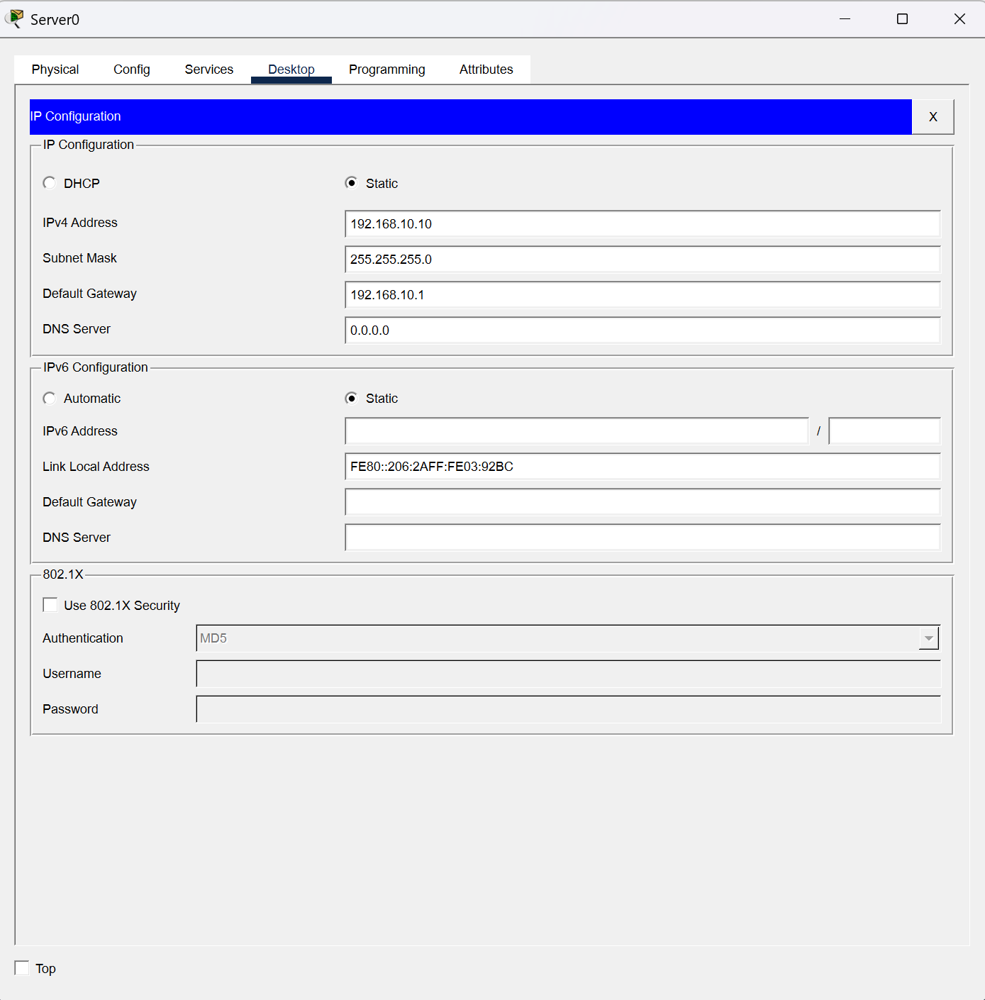 Server0
Physical Config Services Desktop Programming Attributes
IP Configuration X
IP Configuration
DHCP Static
IPv4 Address 192.168.10.10
Subnet Mask 255.255.255.0
Default Gateway 192.168.10.1
DNS Server 0.0.0.0
IPv6 Configuration
Automatic Static
IPv6 Address /
Link Local Address FE80::206:2AFF:FE03:92BC
Default Gateway
DNS Server
802.1X
Use 802.1X Security
Authentication MD5
Username
Password
Top